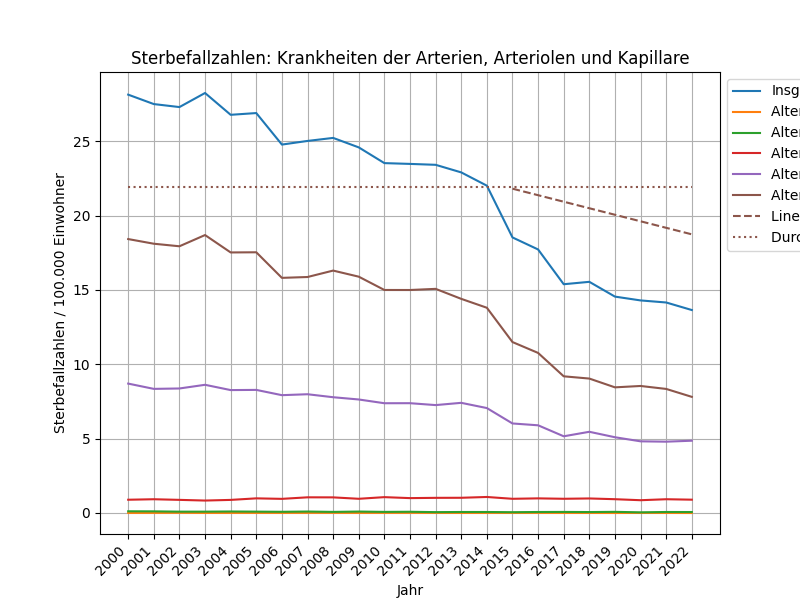 Sterbefallzahlen: Krankheiten der Arterien, Arteriolen und Kapillare
Sterbefallzahlen / 100.000 Einwohner
25
20
15
10
5
0
2000
2001
2002
2003
2004
2005
2006
2007
2008
2009
2010
2011
2012
2013
2014
2015
2016
2017
2018
2019
2020
2021
2022
Jahr
Insg
Alter
Alter
Alter
Alter
Alter
Line
Durc